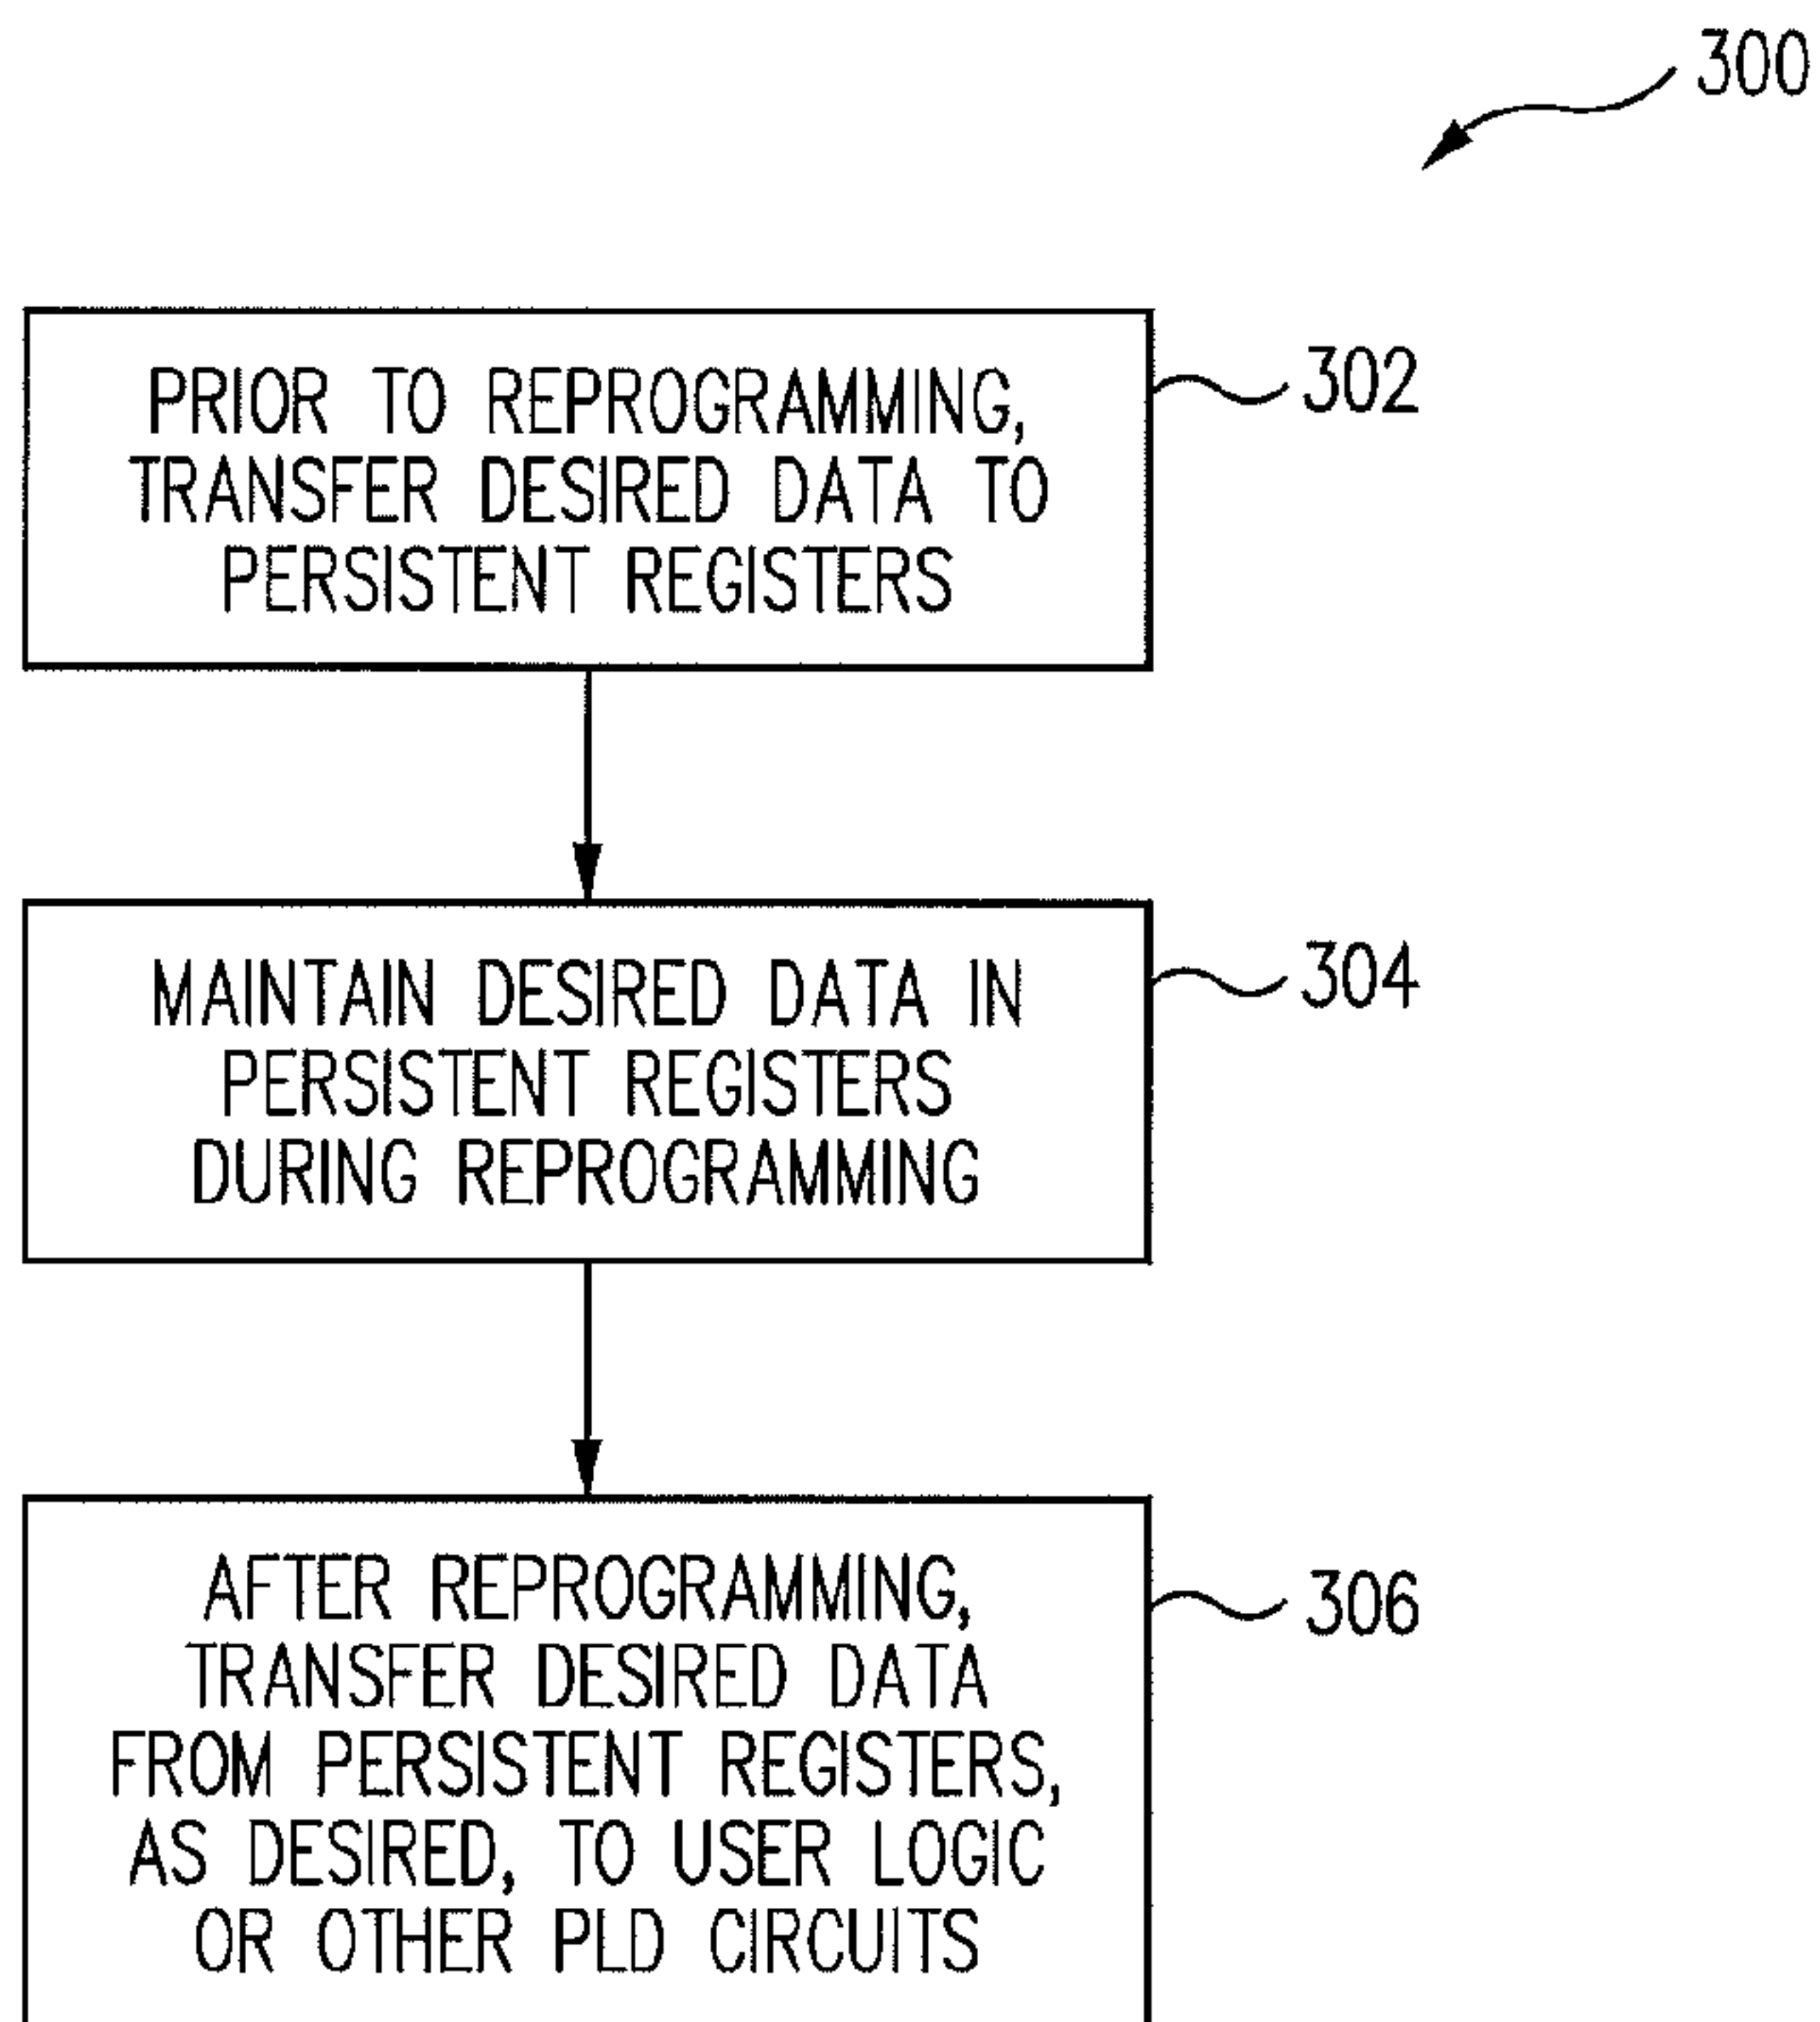 300
PRIOR TO REPROGRAMMING,
TRANSFER DESIRED DATA TO
PERSISTENT REGISTERS
302
MAINTAIN DESIRED DATA IN
PERSISTENT REGISTERS
DURING REPROGRAMMING
304
AFTER REPROGRAMMING,
TRANSFER DESIRED DATA
FROM PERSISTENT REGISTERS,
AS DESIRED, TO USER LOGIC
OR OTHER PLD CIRCUITS
306